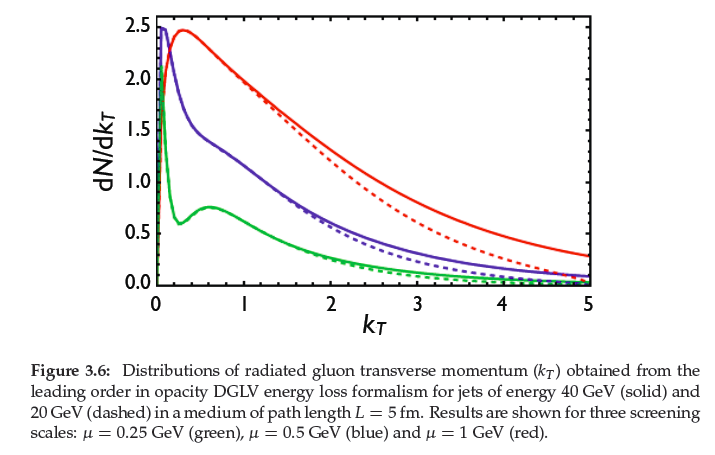 2.5
2.0
1.5
1.0
0.5
0.0
dN/dkT
0 1 2 3 4 5
kT
Figure 3.6: Distributions of radiated gluon transverse momentum (kT) obtained from the
leading order in opacity DGLV energy loss formalism for jets of energy 40 GeV (solid) and
20 GeV (dashed) in a medium of path length L = 5 fm. Results are shown for three screening
scales: μ = 0.25 GeV (green), μ = 0.5 GeV (blue) and μ = 1 GeV (red).